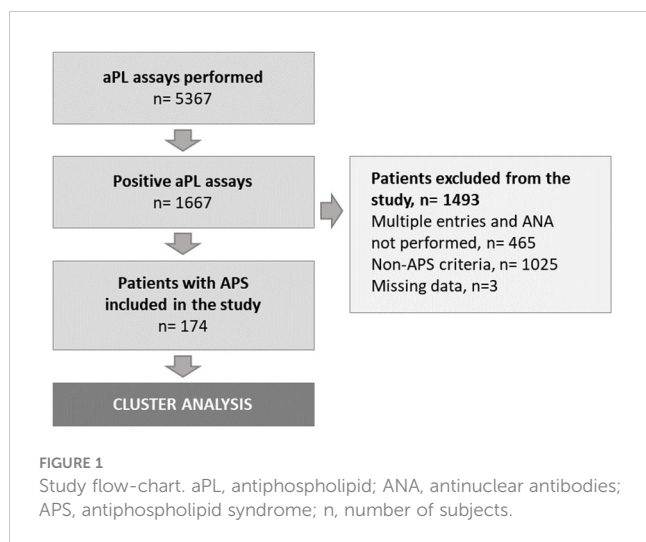 aPL assays performed
n= 5367
Positive aPL assays
n= 1667
Patients excluded from the
study, n= 1493
Multiple entries and ANA
not performed, n= 465
Non-APS criteria, n= 1025
Missing data, n=3
Patients with APS
included in the study
n= 174
CLUSTER ANALYSIS
FIGURE 1
Study flow-chart. aPL, antiphospholipid; ANA, antinuclear antibodies;
APS, antiphospholipid syndrome; n, number of subjects.